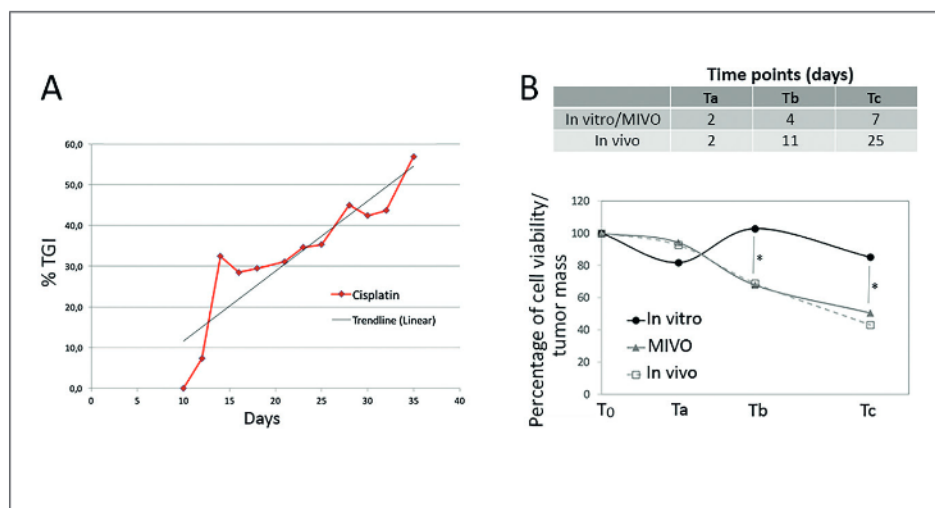 A
60,0
50,0
40,0
30,0
20,0
10,0
0,0
% TGI
Cisplatin
Trendline (Linear)
0 5 10 15 20 25 30 35 40
Days
B
Time points (days)
Ta Tb Tc
In vitro/MIVO 2 4 7
In vivo 2 11 25
Percentage of cell viability/
tumor mass
120
100
80
60
40
20
0
*
*
In vitro
MIVO
In vivo
T0 Ta Tb Tc